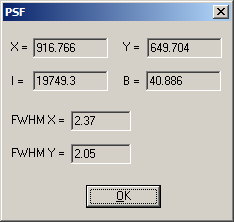 PSF
X = 916.766 Y = 649.704
I = 19749.3 B = 40.886
FWHM X = 2.37
FWHM Y = 2.05
OK